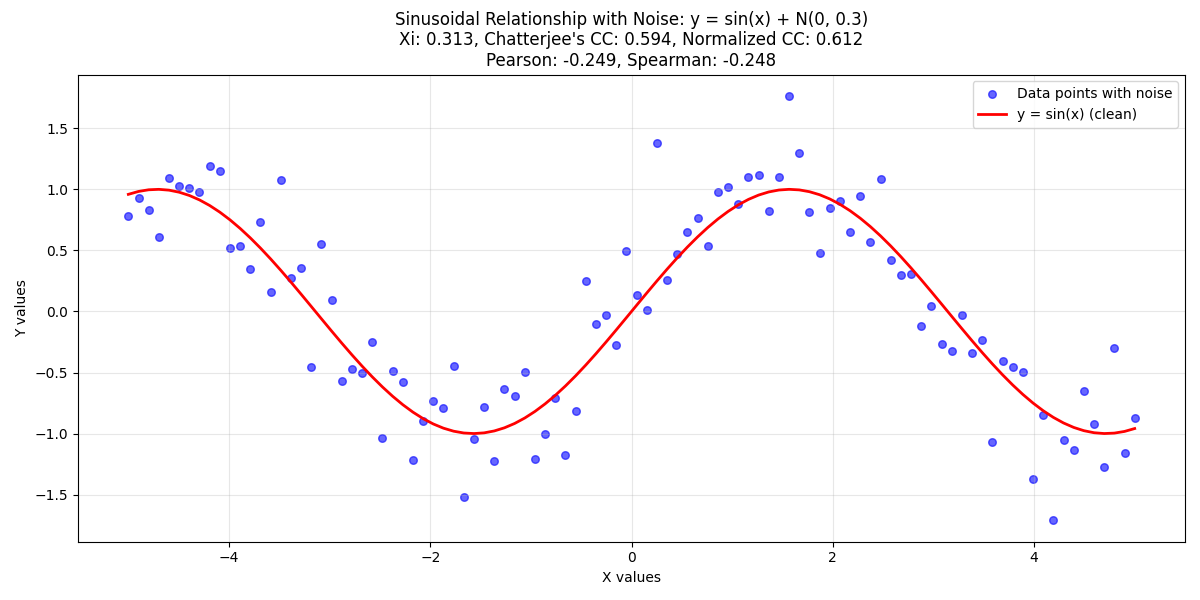 Sinusoidal Relationship with Noise: y = sin(x) + N(0, 0.3)
Xi: 0.313, Chatterjee's CC: 0.594, Normalized CC: 0.612
Pearson: -0.249, Spearman: -0.248
Data points with noise
y = sin(x) (clean)
Y values
1.5
1.0
0.5
0.0
−0.5
−1.0
−1.5
−4
−2
0
2
4
X values